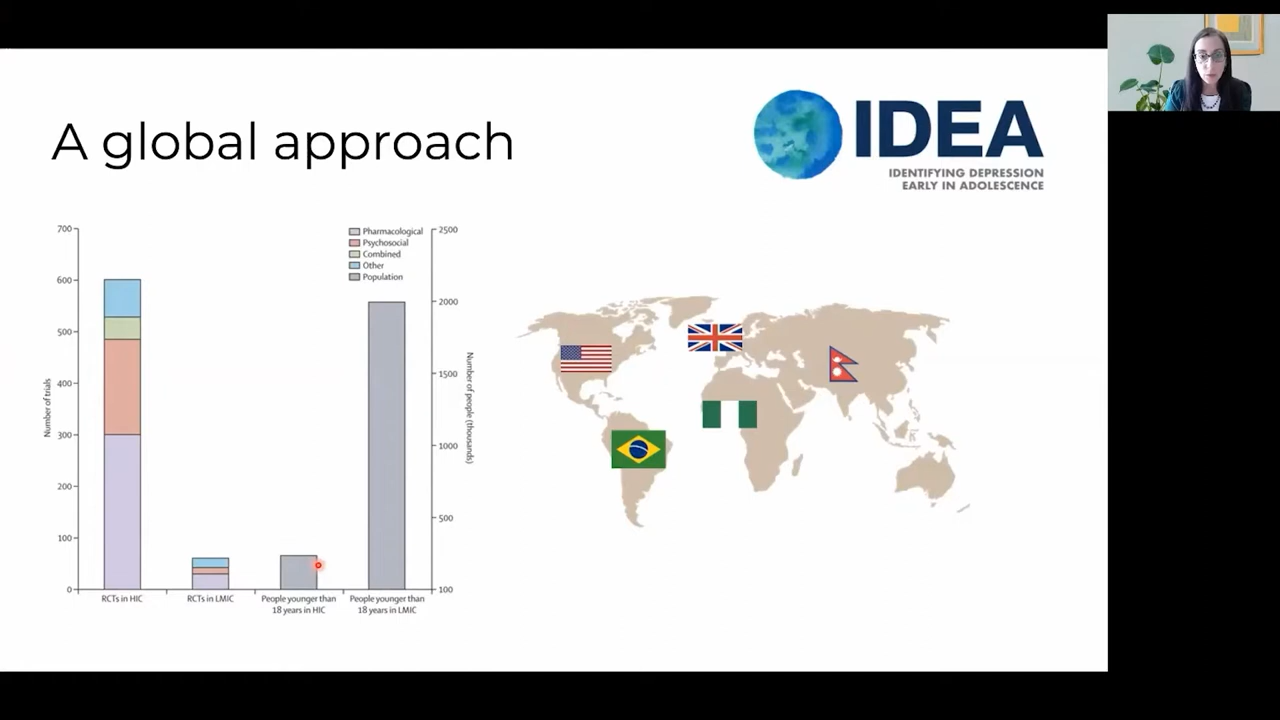 A global approach
IDEA
IDENTIFYING DEPRESSION
EARLY IN ADOLESCENCE
700
600
500
400
300
200
100
0
Number of trials
Pharmacological
Psychosocial
Combined
Other
Population
2500
2000
1500
1000
500
100
Number of people (thousands)
RCTs in HIC
RCTs in LMIC
People younger than
18 years in HIC
People younger than
18 years in LMIC